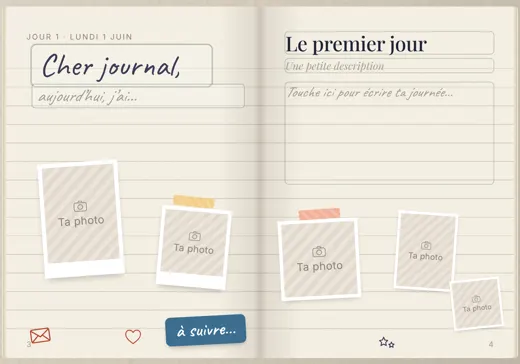 JOUR 1 - LUNDI 1 JUIN
Cher journal,
aujourd'hui, j'ai...
Ta photo
Ta photo
à suivre...
3
Le premier jour
Une petite description
Touche ici pour écrire ta journée...
Ta photo
Ta photo
Ta photo
4